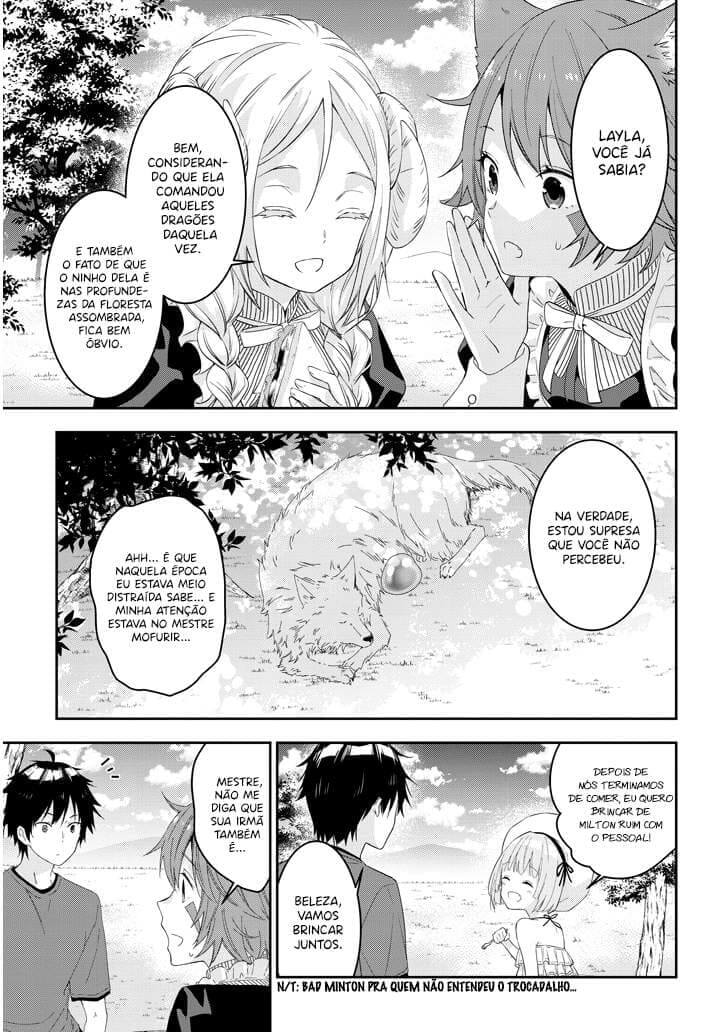 LAYLA,
VOCÊ JÁ
SABIA?
BEM,
CONSIDERAN-
DO QUE ELA
COMANDOU
AQUELES
DRAGÕES
DAQUELA
VEZ.
E TAMBÉM
O FATO DE QUE
O NINHO DELA É
NAS PROFUNDE-
ZAS DA FLORESTA
ASSOMBRADA,
FICA BEM
ÓBVIO.
NA VERDADE,
ESTOU SUPRESA
QUE VOCÊ NÃO
PERCEBEU.
AHH... É QUE
NAQUELA ÉPOCA
EU ESTAVA MEIO
DISTRAÍDA SABE... E
MINHA ATENÇÃO
ESTAVA NO MESTRE
MOFURIR...
DEPOIS DE
NÓS TERMINAMOS
DE COMER, EU QUERO
BRINCAR DE
MILTON RUIM COM
O PESSOAL!
BELEZA,
VAMOS
BRINCAR
JUNTOS.
N/T: BAD MINTON PRA QUEM NÃO ENTENDEU O TROCADALHO...
MESTRE,
NÃO ME
DIGA QUE
SUA IRMÃ
TAMBÉM
É...